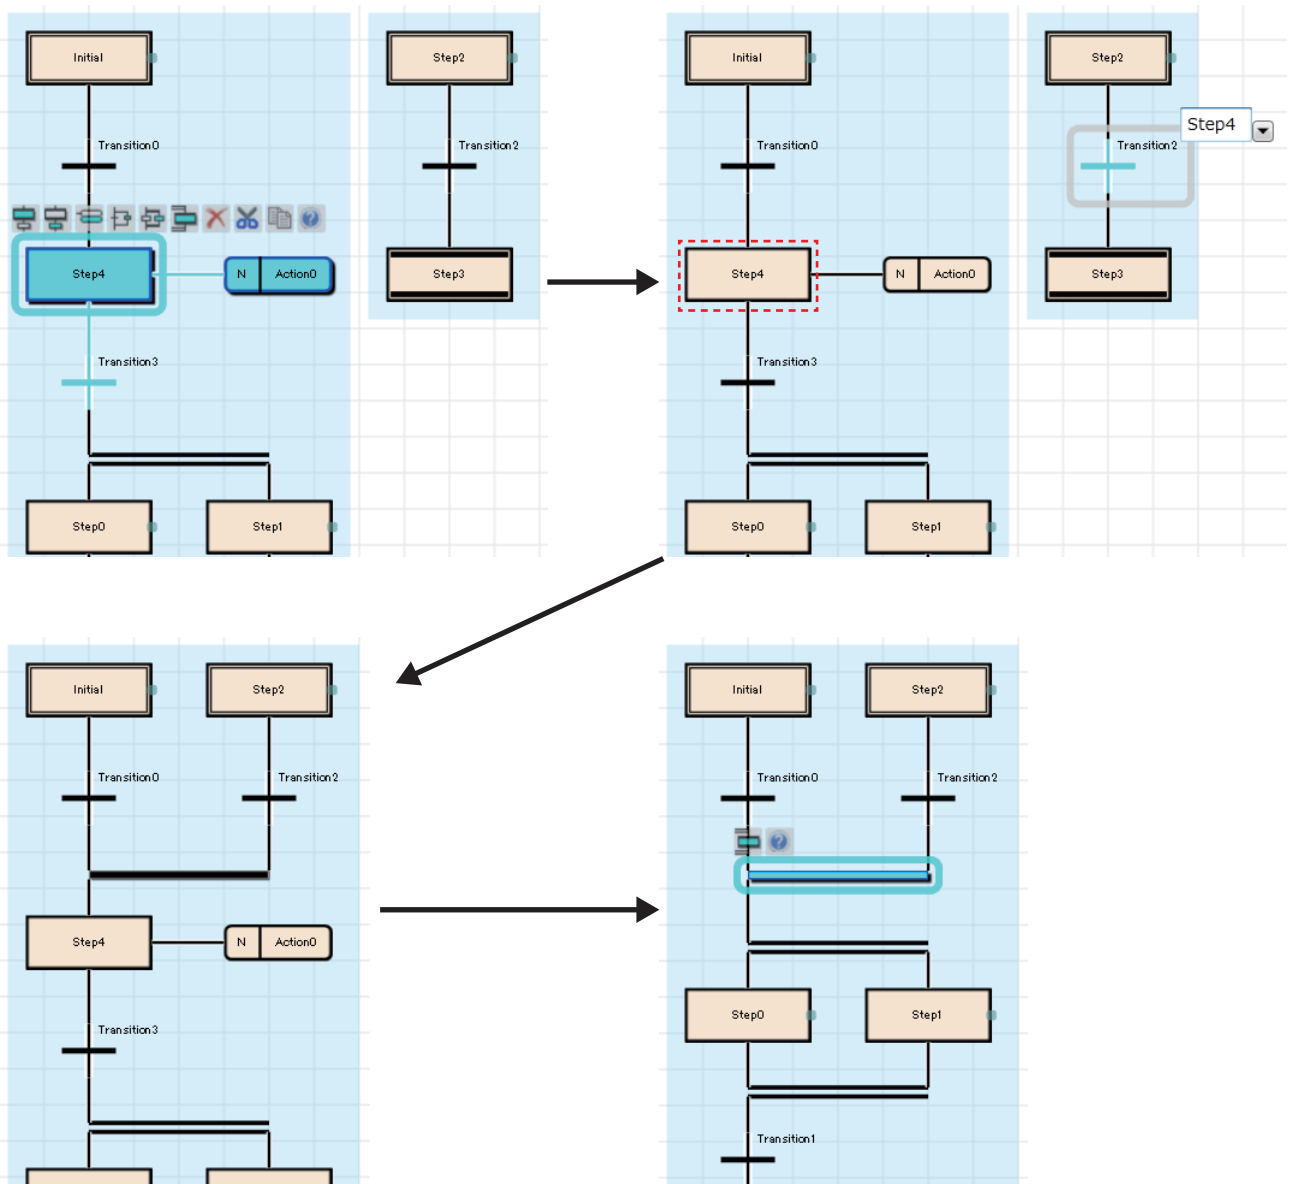 Initial
Step2
Transition0
Transition2
Step4
N
Action0
Step3
Transition3
Step0
Step1
Initial
Step2
Step4
Transition0
Transition2
Step4
N
Action0
Step3
Transition3
Step0
Step1
Initial
Step2
Transition0
Transition2
Step4
N
Action0
Transition3
Initial
Step2
Transition0
Transition2
Step0
Step1
Transition1